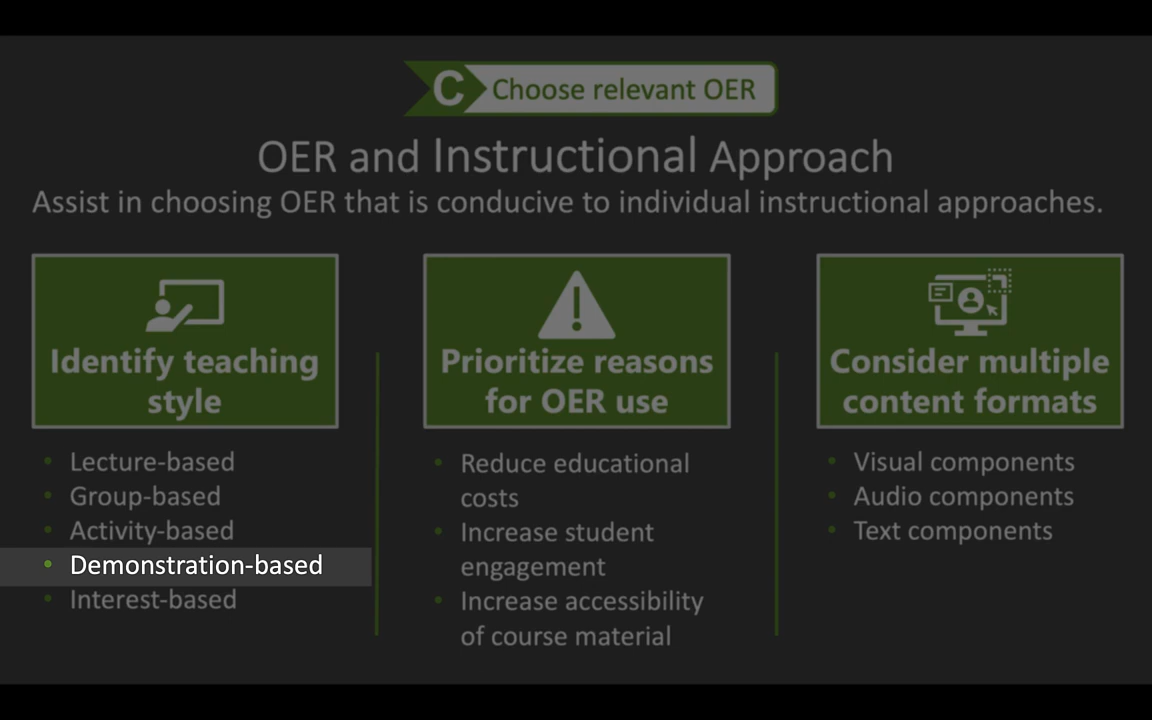 C Choose relevant OER
OER and Instructional Approach
Assist in choosing OER that is conducive to individual instructional approaches.
Identify teaching
style
• Lecture-based
• Group-based
• Activity-based
• Demonstration-based
• Interest-based
Prioritize reasons
for OER use
• Reduce educational
costs
• Increase student
engagement
• Increase accessibility
of course material
Consider multiple
content formats
• Visual components
• Audio components
• Text components